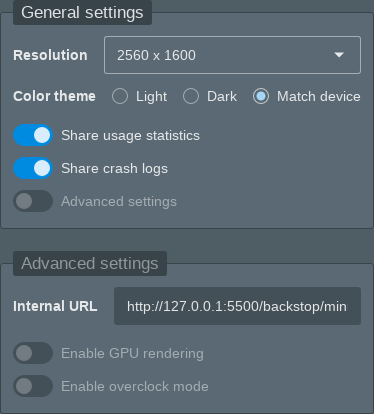 General settings
Resolution 2560 x 1600
Color theme Light Dark Match device
Share usage statistics
Share crash logs
Advanced settings
Advanced settings
Internal URL http://127.0.0.1:5500/backstop/min
Enable GPU rendering
Enable overclock mode